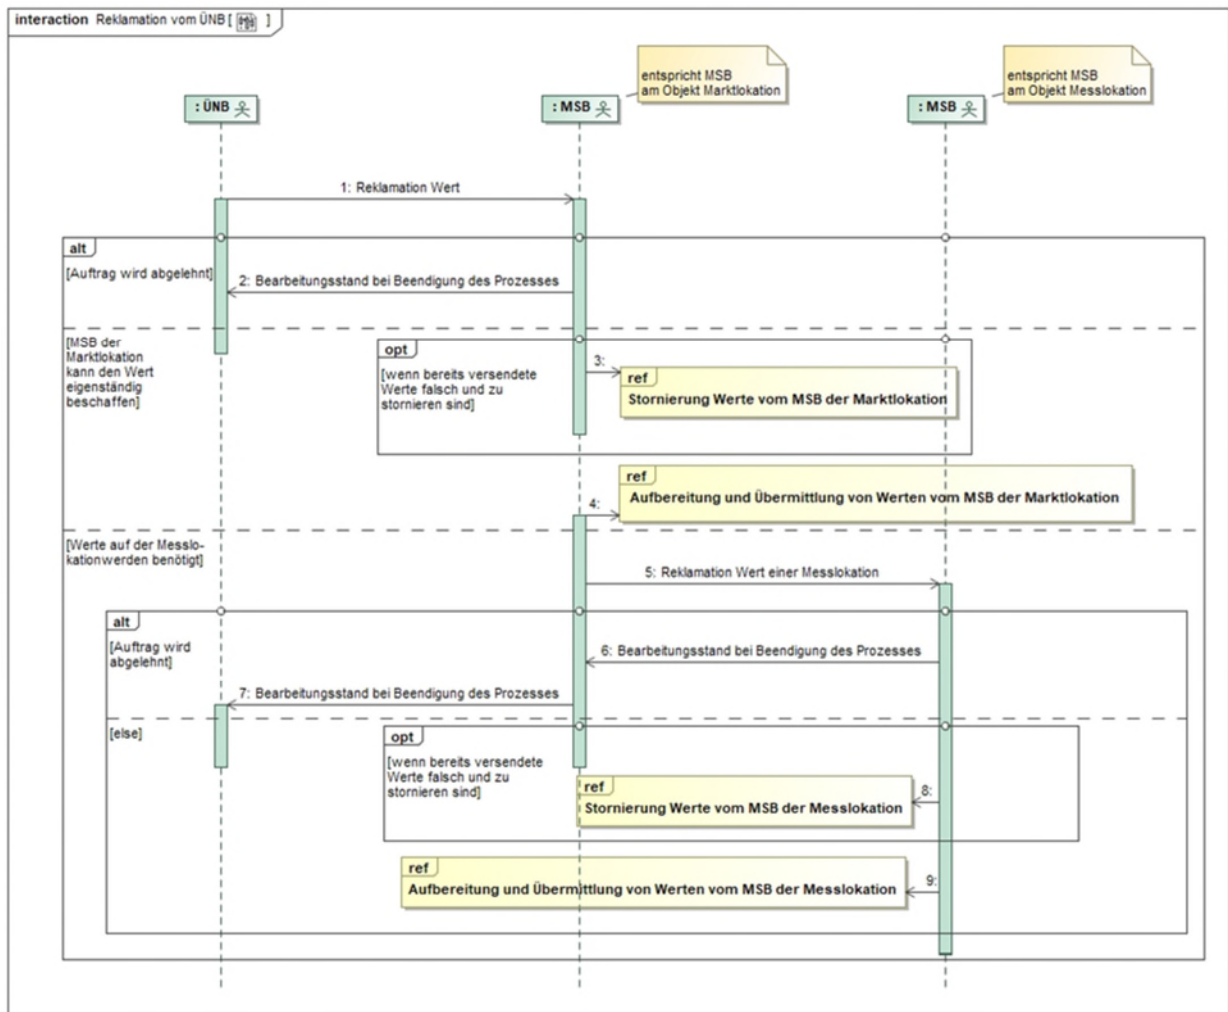 interaction Reklamation vom ÜNB [ ]
entspricht MSB
am Objekt Marktlokation
entspricht MSB
am Objekt Messlokation
: ÜNB
: MSB
: MSB
1: Reklamation Wert
alt
[Auftrag wird abgelehnt]
2: Bearbeitungsstand bei Beendigung des Prozesses
[MSB der
Marktlokation
kann den Wert
eigenständig
beschaffen]
opt
[wenn bereits versendete
Werte falsch und zu
stornieren sind]
3:
ref
Stornierung Werte vom MSB der Marktlokation
ref
Aufbereitung und Übermittlung von Werten vom MSB der Marktlokation
4:
[Werte auf der Messlo-
kationwerden benötigt]
5: Reklamation Wert einer Messlokation
alt
[Auftrag wird
abgelehnt]
6: Bearbeitungsstand bei Beendigung des Prozesses
7: Bearbeitungsstand bei Beendigung des Prozesses
[else]
opt
[wenn bereits versendete
Werte falsch und zu
stornieren sind]
ref
Stornierung Werte vom MSB der Messlokation
8:
ref
Aufbereitung und Übermittlung von Werten vom MSB der Messlokation
9: